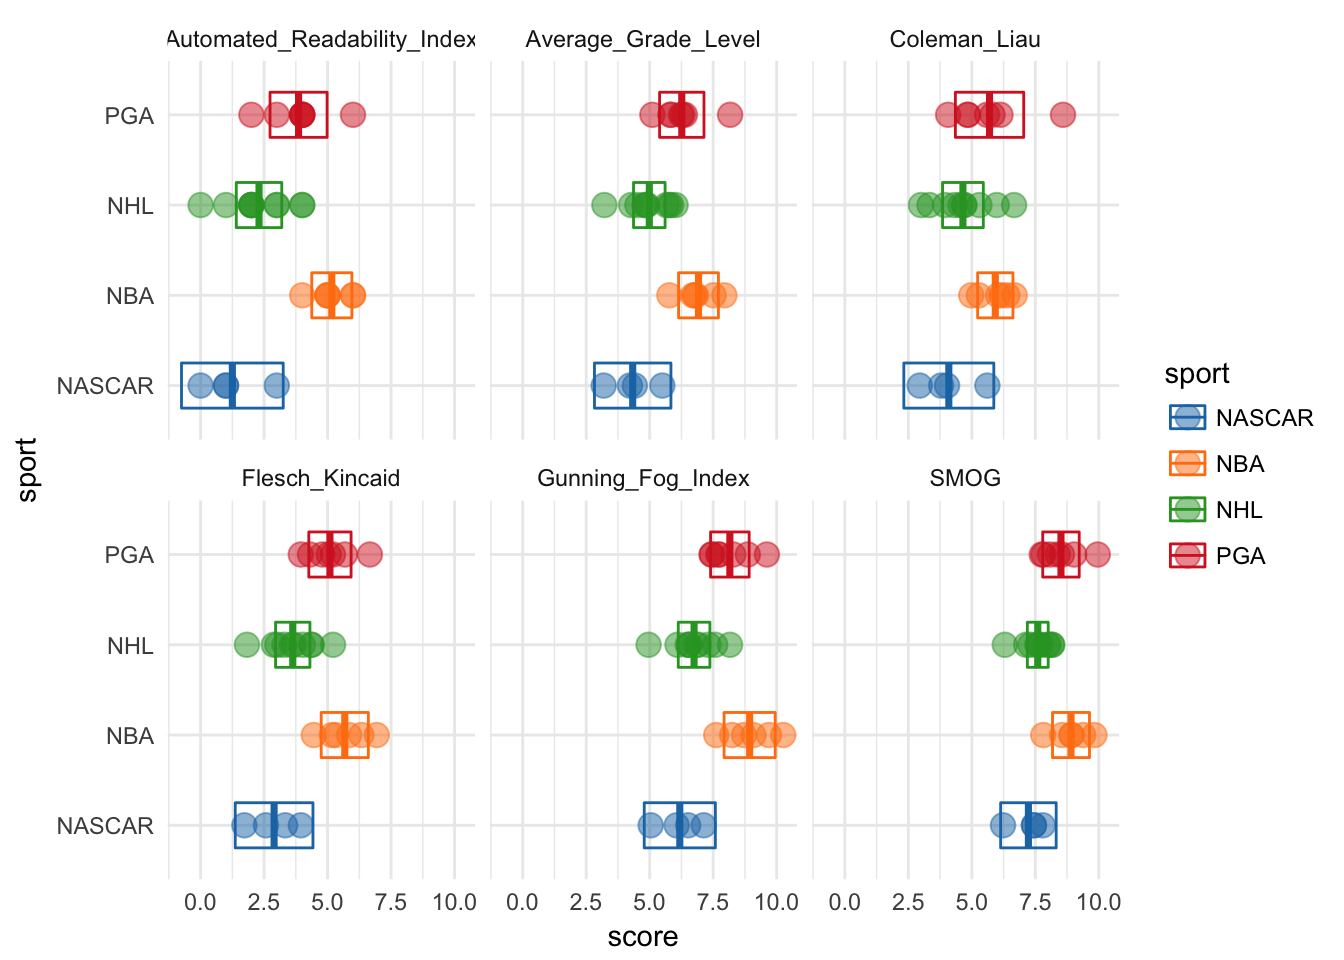 Automated_Readability_Index
Average_Grade_Level
Coleman_Liau
PGA
NHL
NBA
NASCAR
Flesch_Kincaid
Gunning_Fog_Index
SMOG
PGA
NHL
NBA
NASCAR
0.0 2.5 5.0 7.5 10.0
0.0 2.5 5.0 7.5 10.0
0.0 2.5 5.0 7.5 10.0
score
sport
sport
NASCAR
NBA
NHL
PGA